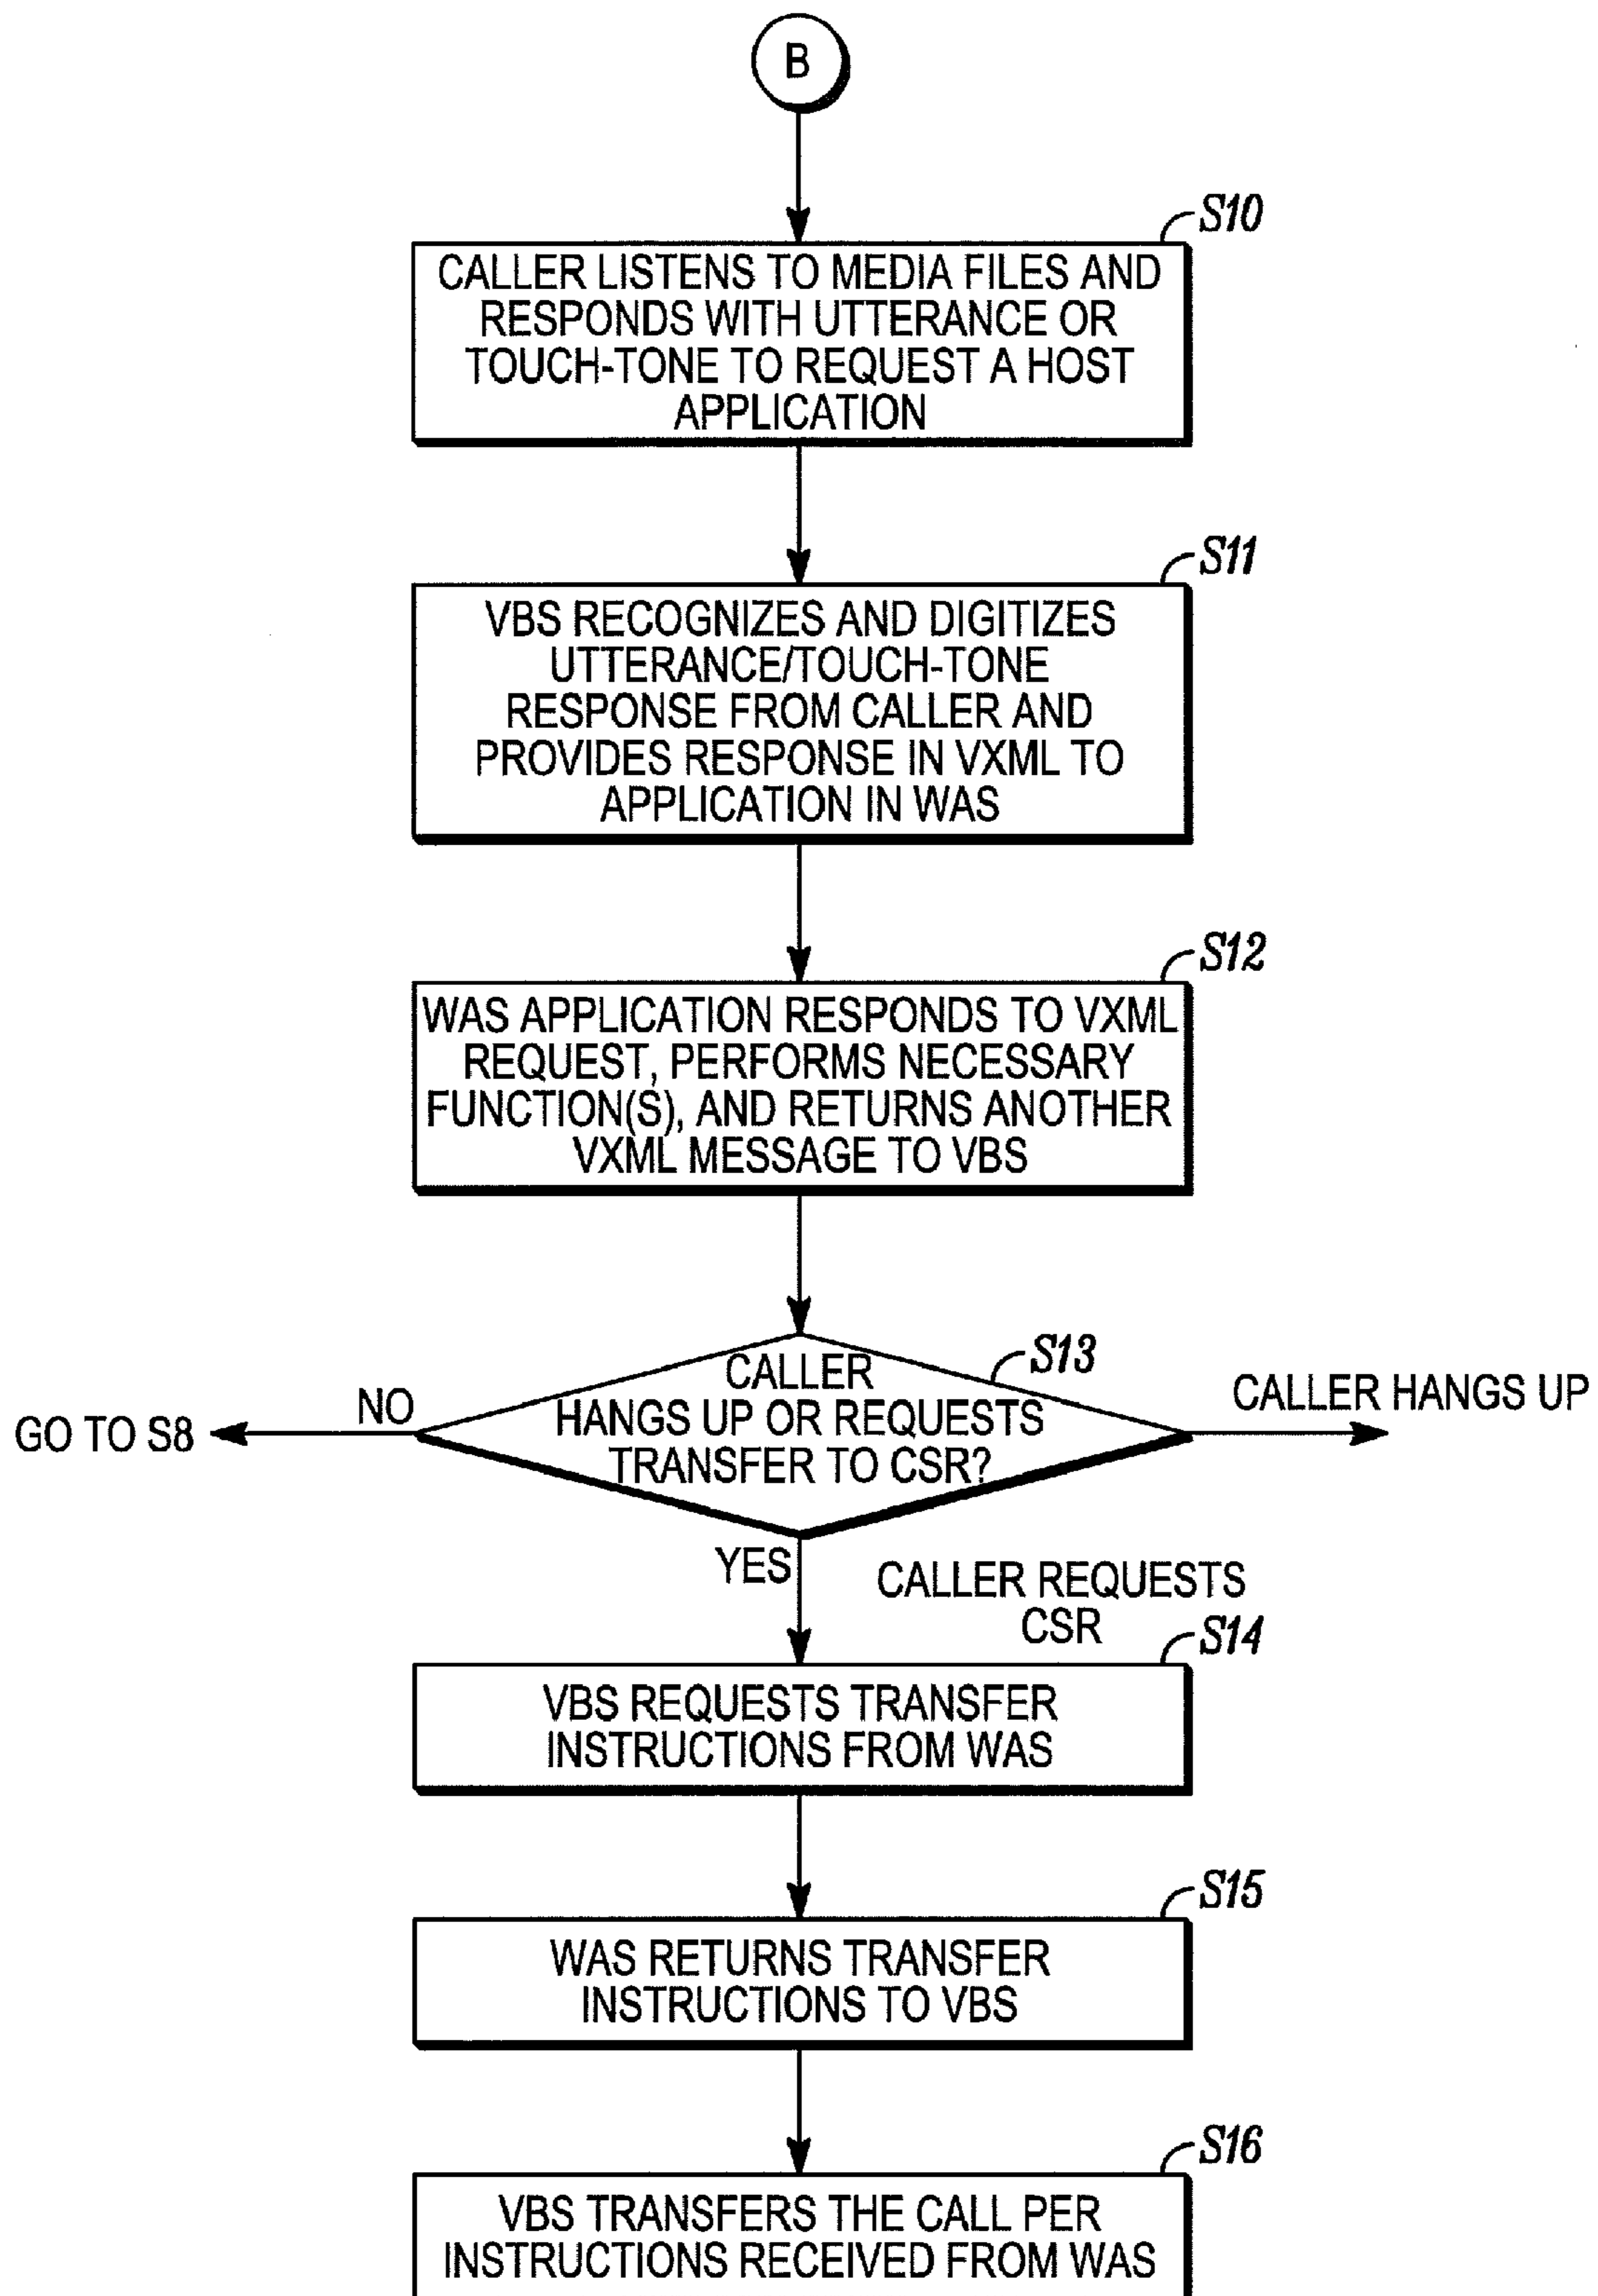 B
S10
CALLER LISTENS TO MEDIA FILES AND
RESPONDS WITH UTTERANCE OR
TOUCH-TONE TO REQUEST A HOST
APPLICATION
S11
VBS RECOGNIZES AND DIGITIZES
UTTERANCE/TOUCH-TONE
RESPONSE FROM CALLER AND
PROVIDES RESPONSE IN VXML TO
APPLICATION IN WAS
S12
WAS APPLICATION RESPONDS TO VXML
REQUEST, PERFORMS NECESSARY
FUNCTION(S), AND RETURNS ANOTHER
VXML MESSAGE TO VBS
S13
CALLER
HANGS UP OR REQUESTS
TRANSFER TO CSR?
NO
GO TO S8
CALLER HANGS UP
YES
CALLER REQUESTS
CSR
S14
VBS REQUESTS TRANSFER
INSTRUCTIONS FROM WAS
S15
WAS RETURNS TRANSFER
INSTRUCTIONS TO VBS
S16
VBS TRANSFERS THE CALL PER
INSTRUCTIONS RECEIVED FROM WAS